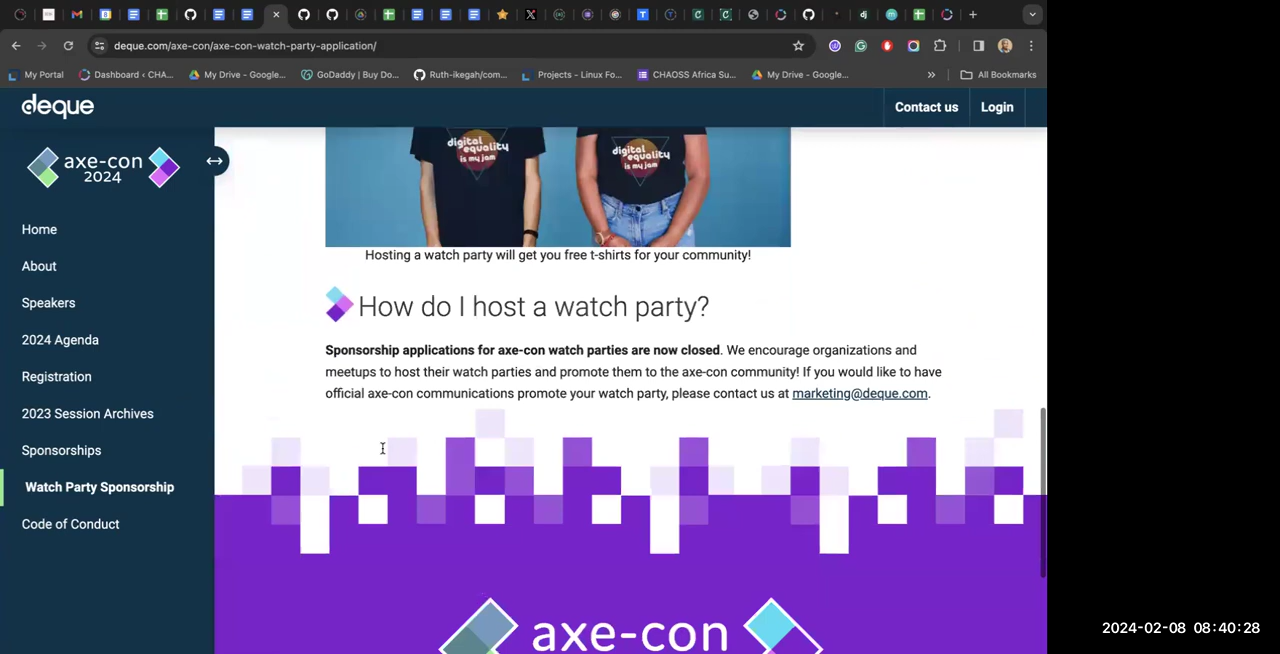 deque.com/axe-con/axe-con-watch-party-application/
My Portal
Dashboard < CHA...
My Drive - Google...
GoDaddy | Buy Do...
Ruth-ikegah/com...
Projects - Linux Fo...
CHAOSS Africa Su...
My Drive - Google...
»
All Bookmarks
deque
Contact us
Login
axe-con
2024
Home
About
Speakers
2024 Agenda
Registration
2023 Session Archives
Sponsorships
Watch Party Sponsorship
Code of Conduct
digital equality is my jam
digital equality is my jam
Hosting a watch party will get you free t-shirts for your community!
How do I host a watch party?
Sponsorship applications for axe-con watch parties are now closed. We encourage organizations and
meetups to host their watch parties and promote them to the axe-con community! If you would like to have
official axe-con communications promote your watch party, please contact us at marketing@deque.com.
axe-con
2024-02-08 08:40:28